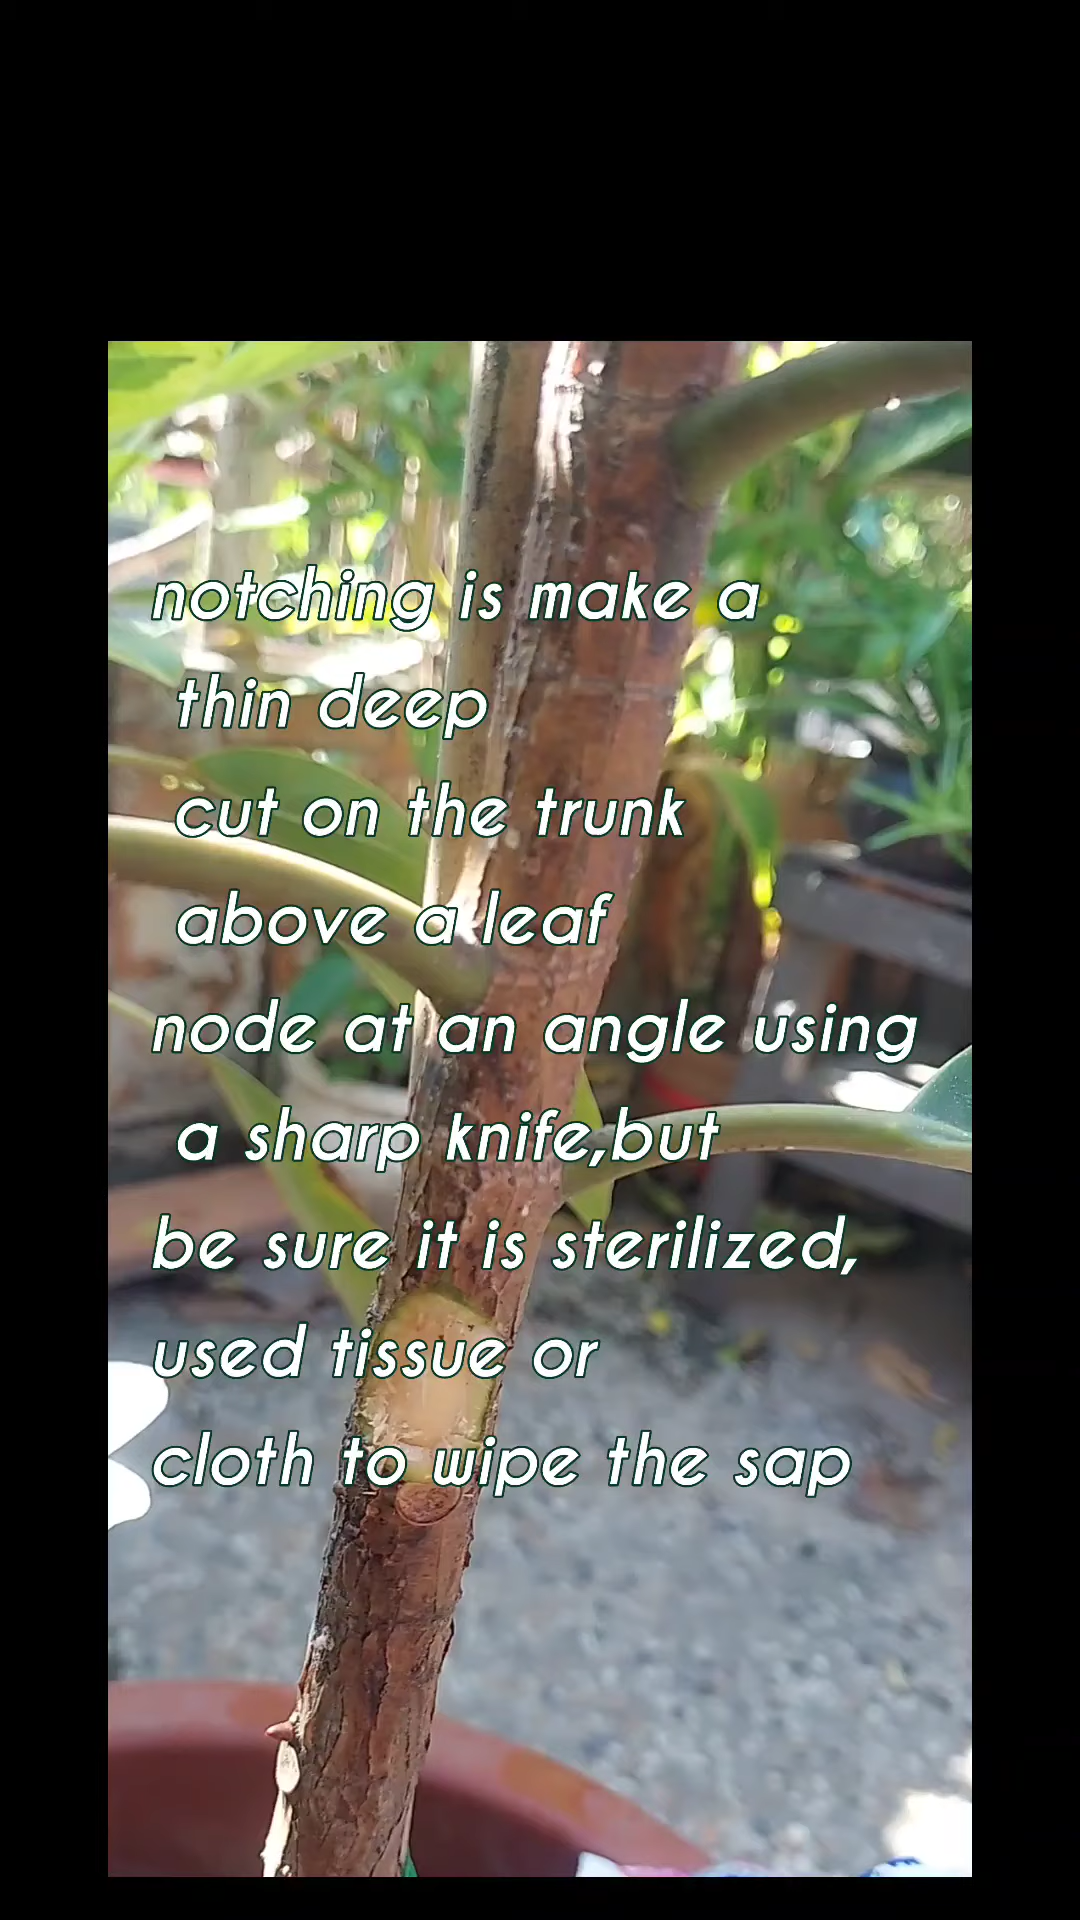 notching is make a
thin deep
cut on the trunk
above a leaf
node at an angle using
a sharp knife,but
be sure it is sterilized,
used tissue or
cloth to wipe the sap